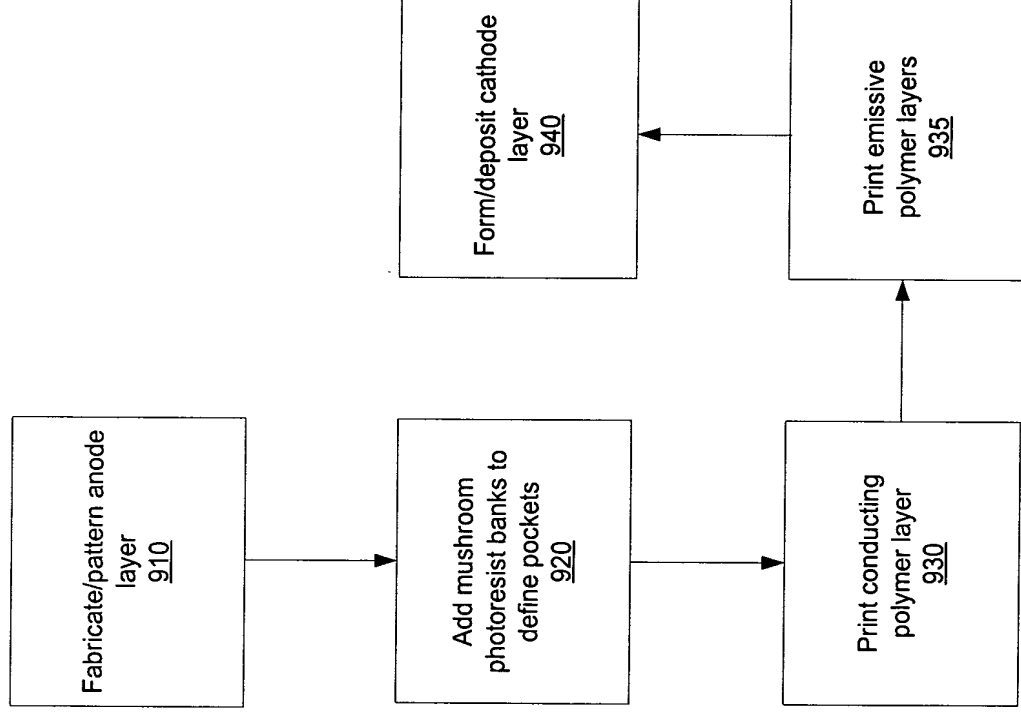 Fabricate/pattern anode
layer
910
Add mushroom
photoresist banks to
define pockets
920
Print conducting
polymer layer
930
Print emissive
polymer layers
935
Form/deposit cathode
layer
940